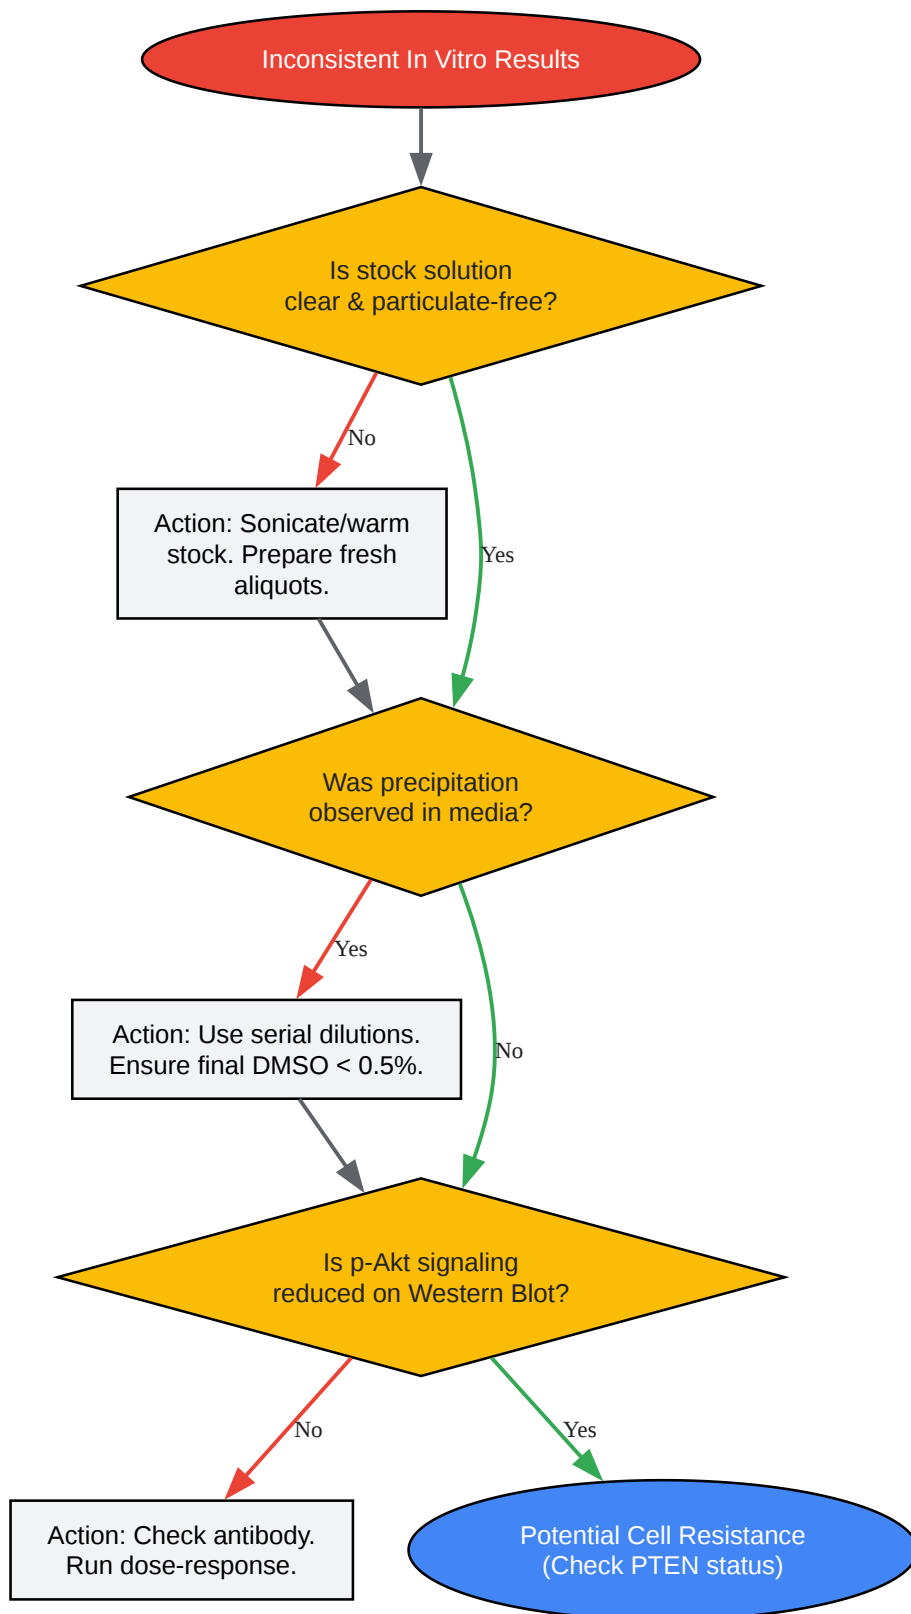 Inconsistent In Vitro Results
Is stock solution
clear & particulate-free?
No
Yes
Action: Sonicate/warm
stock. Prepare fresh
aliquots.
Was precipitation
observed in media?
Yes
No
Action: Use serial dilutions.
Ensure final DMSO < 0.5%.
Is p-Akt signaling
reduced on Western Blot?
No
Yes
Action: Check antibody.
Run dose-response.
Potential Cell Resistance
(Check PTEN status)